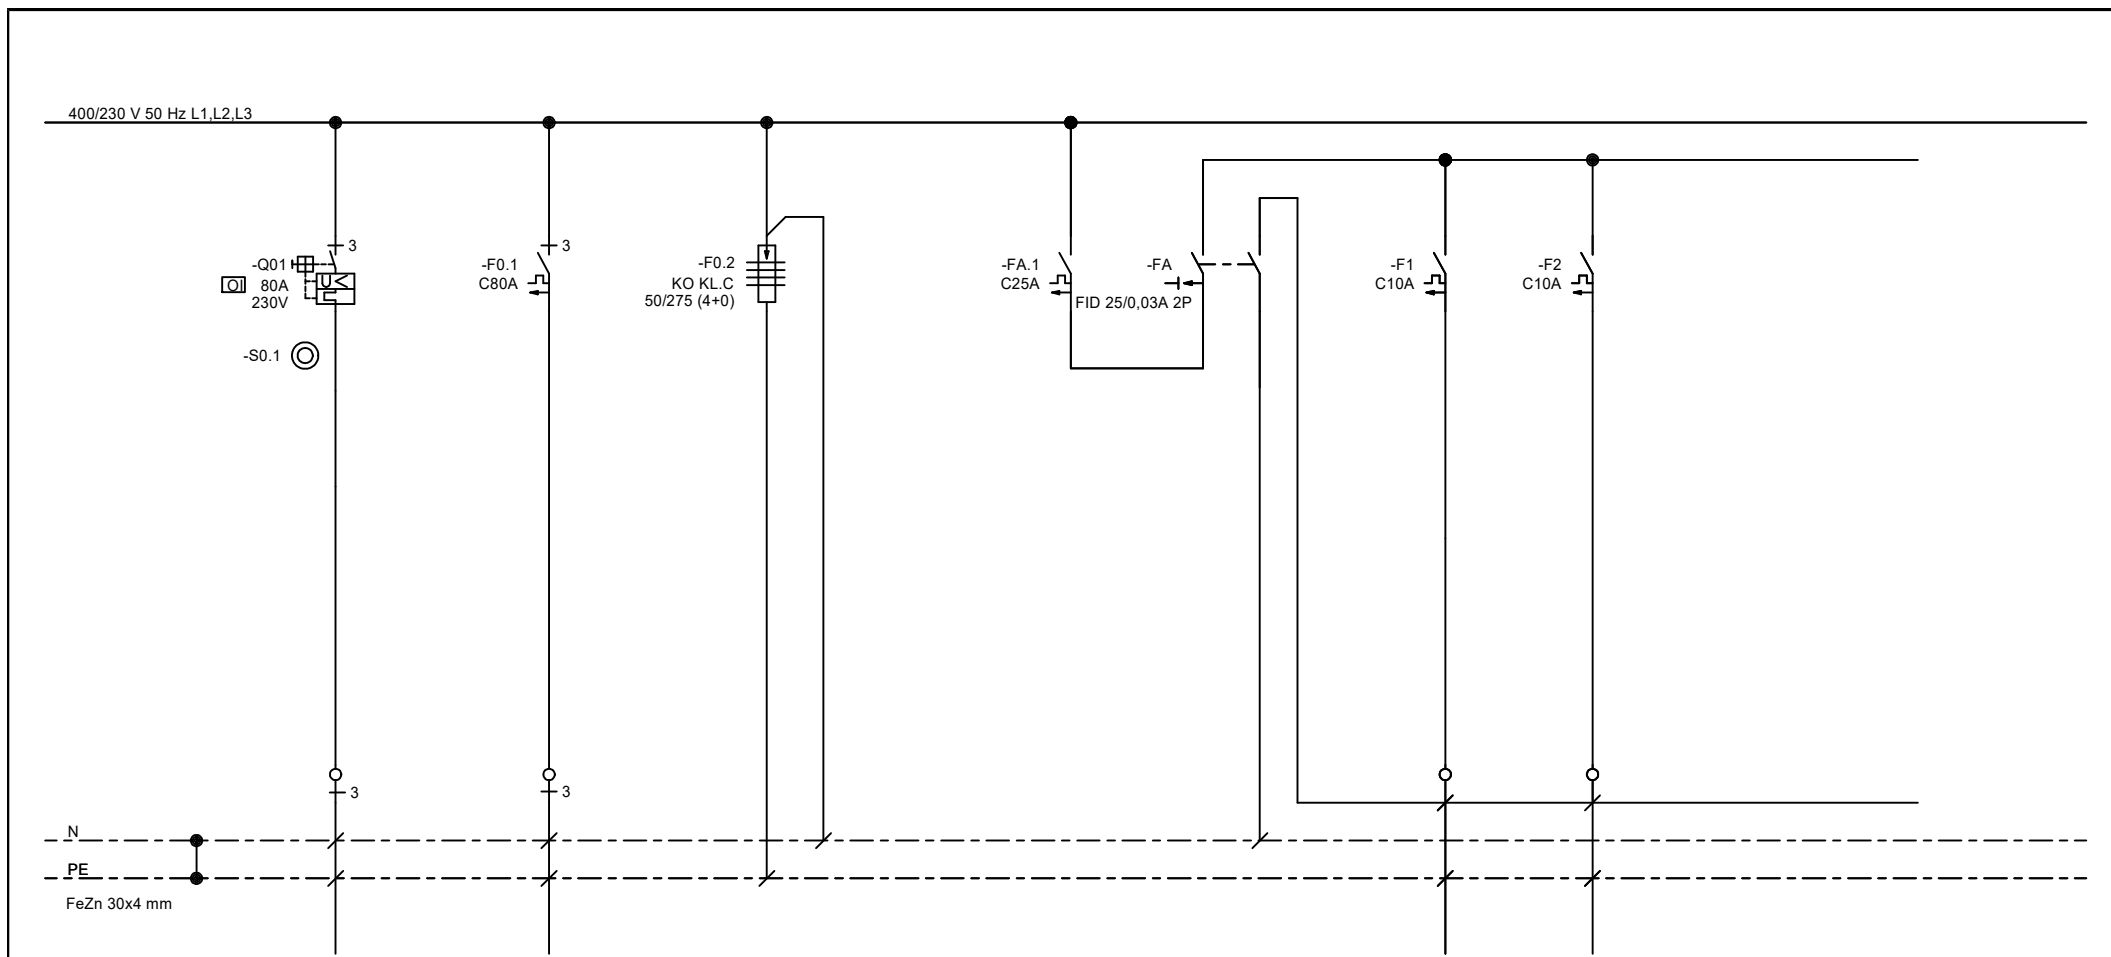 400/230 V 50 Hz L1,L2,L3
3
-Q01
OI
80A
230V
-S0.1
3
-F0.1
C80A
-F0.2
KO KL.C
50/275 (4+0)
-FA.1
C25A
-FA
FID 25/0,03A 2P
-F1
C10A
-F2
C10A
3
3
N
PE
FeZn 30x4 mm